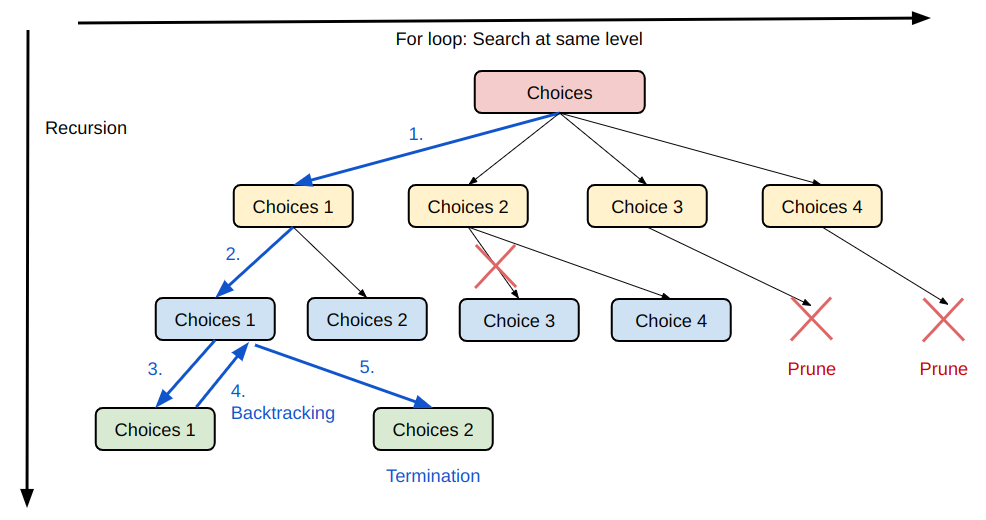 For loop: Search at same level
Choices
Recursion
1.
Choices 1
Choices 2
Choice 3
Choices 4
2.
Choices 1
Choices 2
Choice 3
Choice 4
3.
5.
Prune
Prune
4.
Backtracking
Choices 1
Choices 2
Termination